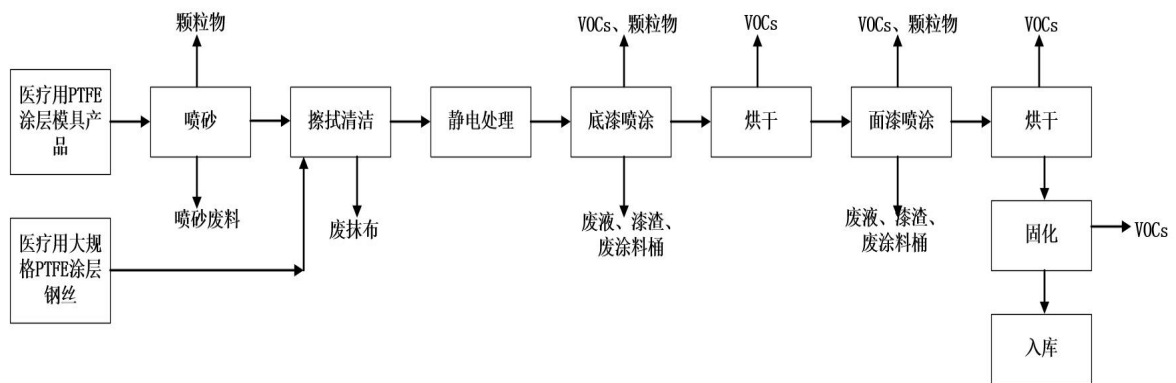 颗粒物
VOCs、颗粒物
VOCs
VOCs、颗粒物
VOCs
医疗用PTFE
涂层模具产
品
喷砂
擦拭清洁
静电处理
底漆喷涂
烘干
面漆喷涂
烘干
喷砂废料
废抹布
废液、漆渣、
废涂料桶
废液、漆渣、
废涂料桶
医疗用大规
格PTFE涂层
钢丝
固化
VOCs
入库